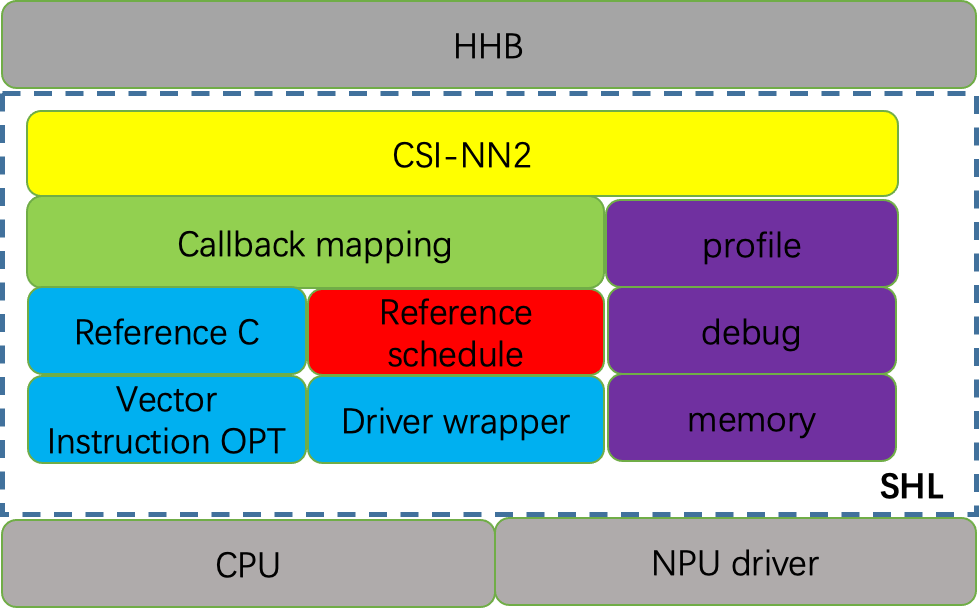 HHB
CSI-NN2
Callback mapping
profile
Reference C
Reference
schedule
debug
Vector
Instruction OPT
Driver wrapper
memory
SHL
CPU
NPU driver